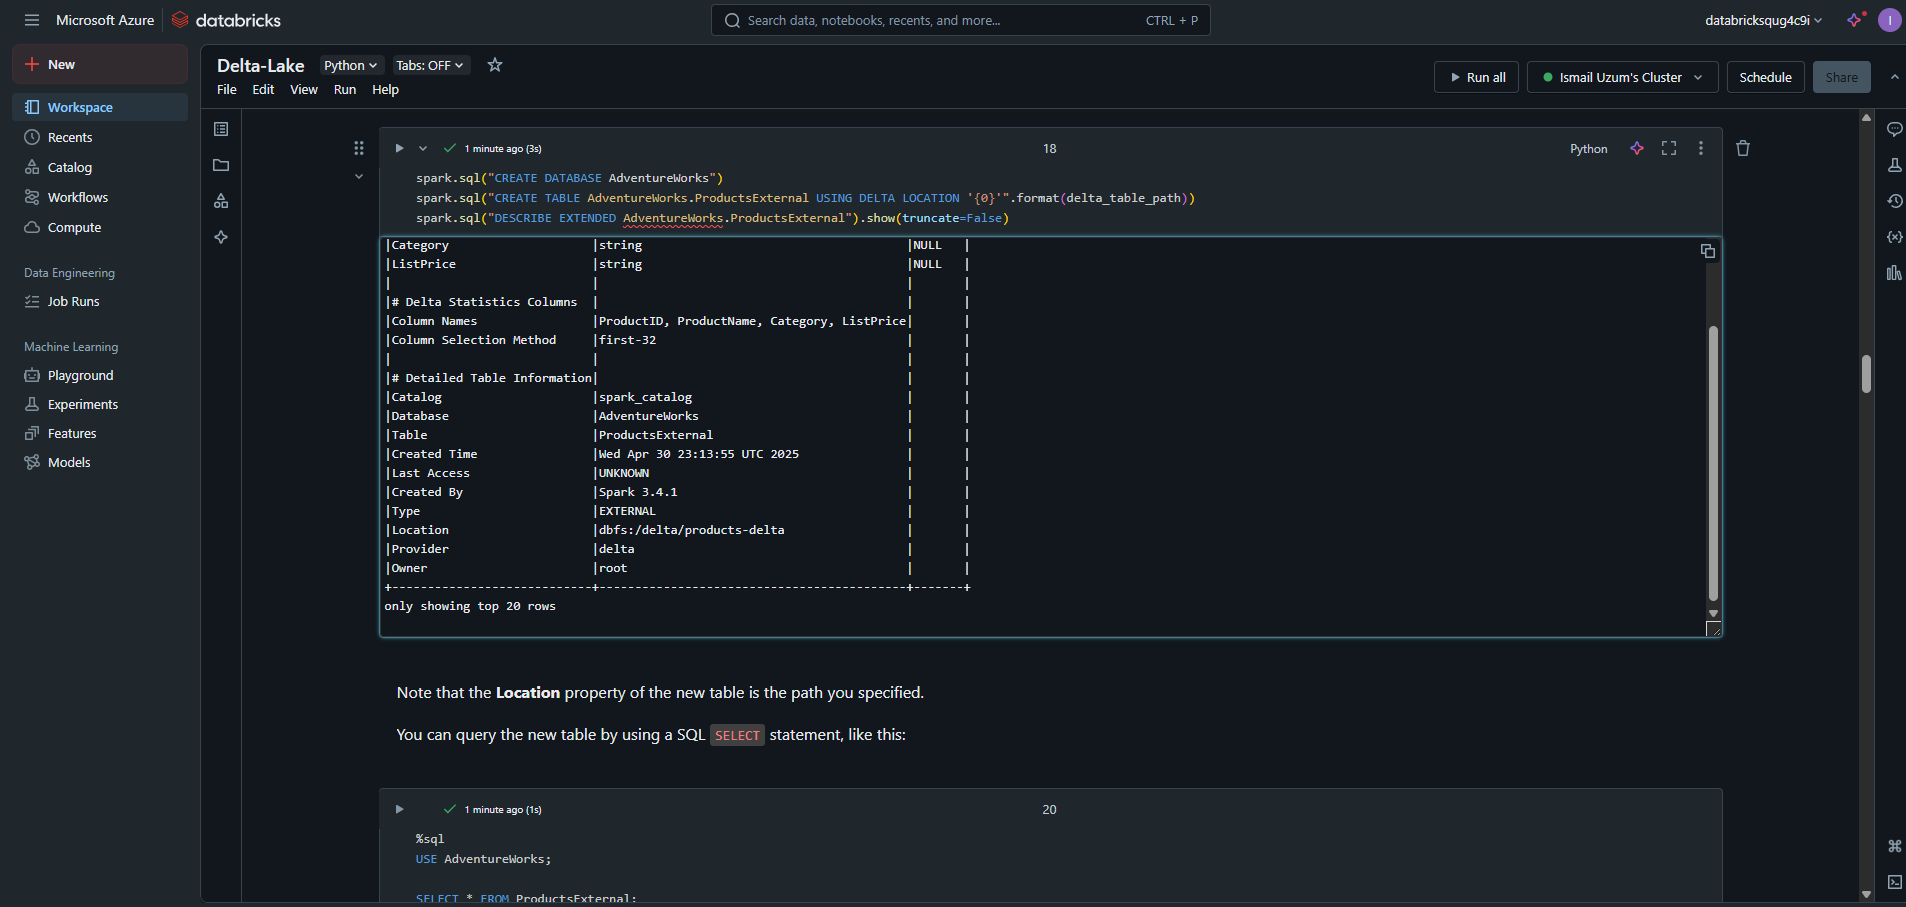 Microsoft Azure databricks
Search data, notebooks, recents, and more... CTRL + P
databricksqug4c9i
I
New
Workspace
Recents
Catalog
Workflows
Compute
Data Engineering
Job Runs
Machine Learning
Playground
Experiments
Features
Models
Delta-Lake Python Tabs: OFF
File Edit View Run Help
Run all Ismail Uzum's Cluster Schedule Share
1 minute ago (3s) 18 Python
spark.sql("CREATE DATABASE AdventureWorks")
spark.sql("CREATE TABLE AdventureWorks.ProductsExternal USING DELTA LOCATION '{0}'".format(delta_table_path))
spark.sql("DESCRIBE EXTENDED AdventureWorks.ProductsExternal").show(truncate=False)
|Category |string |NULL |
|ListPrice |string |NULL |
| | | |
|# Delta Statistics Columns | | |
|Column Names |ProductID, ProductName, Category, ListPrice| |
|Column Selection Method |first-32 | |
| | | |
|# Detailed Table Information| | |
|Catalog |spark_catalog | |
|Database |AdventureWorks | |
|Table |ProductsExternal | |
|Created Time |Wed Apr 30 23:13:55 UTC 2025 | |
|Last Access |UNKNOWN | |
|Created By |Spark 3.4.1 | |
|Type |EXTERNAL | |
|Location |dbfs:/delta/products-delta | |
|Provider |delta | |
|Owner |root | |
+----------------------------+-------------------------------------------+-------+
only showing top 20 rows
Note that the Location property of the new table is the path you specified.
You can query the new table by using a SQL SELECT statement, like this:
1 minute ago (1s) 20
%sql
USE AdventureWorks;
SELECT * FROM ProductsExternal;